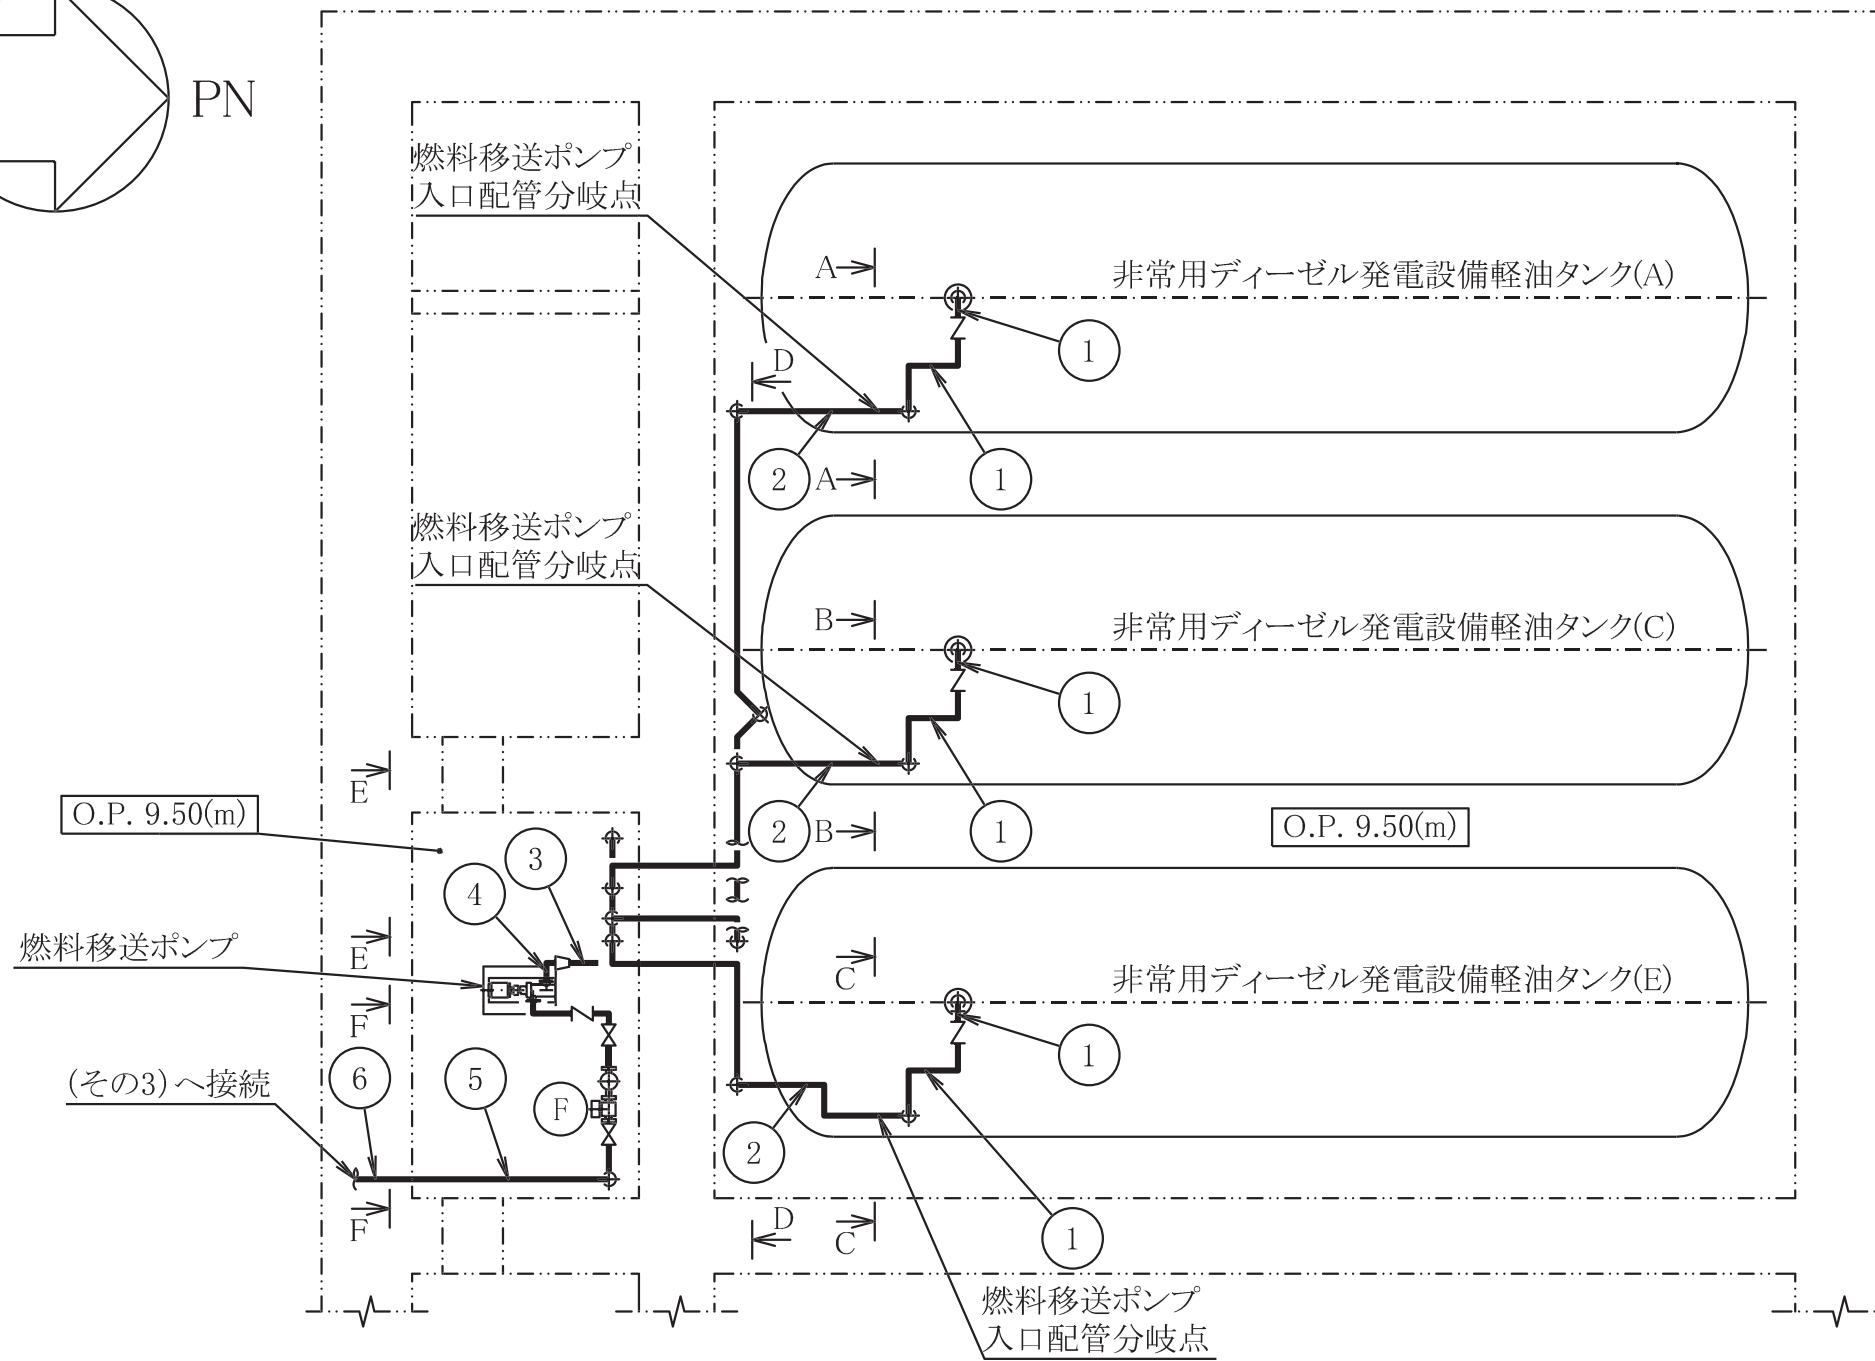 PN
燃料移送ポンプ
入口配管分岐点
A
非常用ディーゼル発電設備軽油タンク(A)
1
D
2
A
1
燃料移送ポンプ
入口配管分岐点
B
非常用ディーゼル発電設備軽油タンク(C)
1
E
O.P. 9.50(m)
2
B
1
O.P. 9.50(m)
3
4
燃料移送ポンプ
E
C
非常用ディーゼル発電設備軽油タンク(E)
F
1
(その3)へ接続
6
5
F
2
F
D
C
1
燃料移送ポンプ
入口配管分岐点